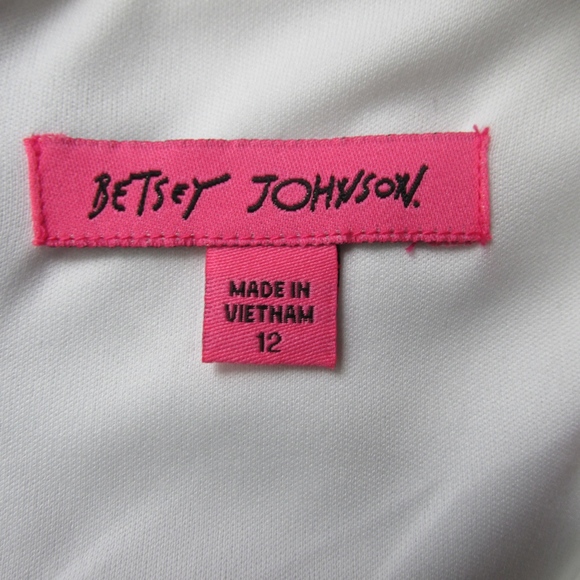 BETSEY JOHNSON.
MADE IN
VIETNAM
12